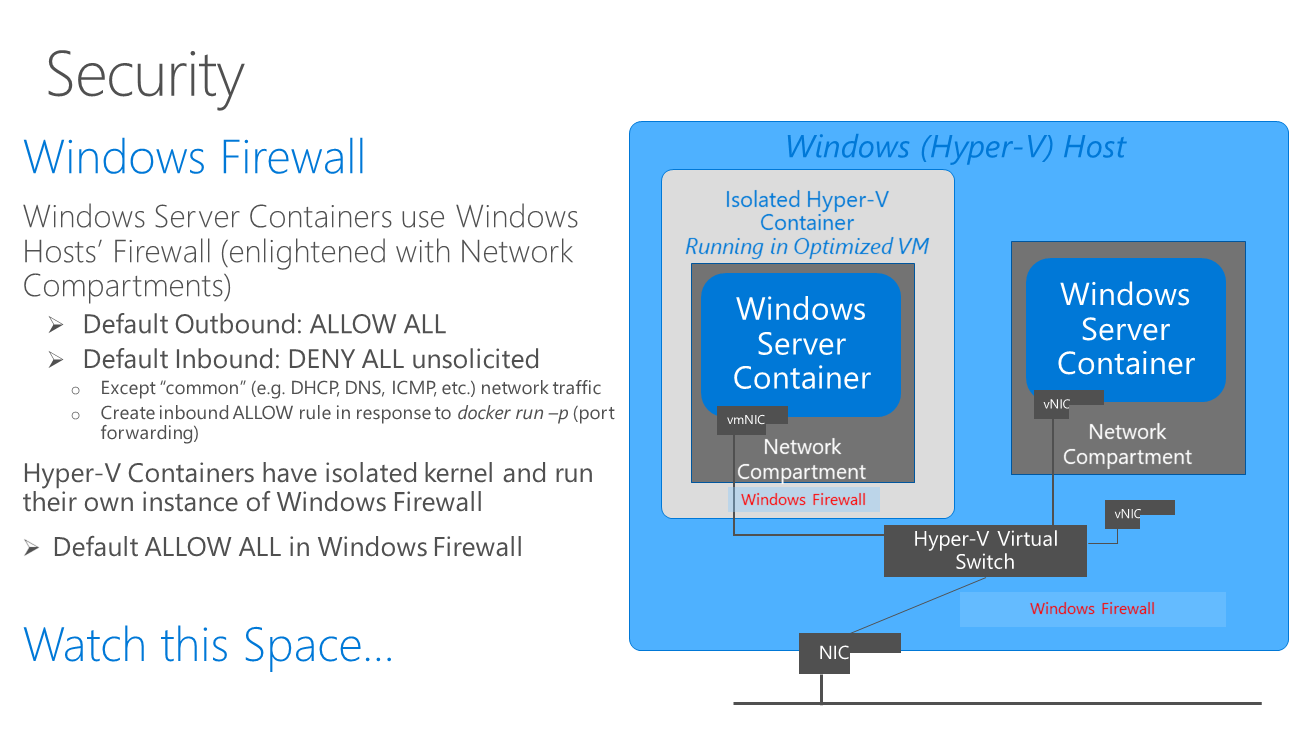 Security
Windows Firewall
Windows Server Containers use Windows
Hosts’ Firewall (enlightened with Network
Compartments)
➢ Default Outbound: ALLOW ALL
➢ Default Inbound: DENY ALL unsolicited
○ Except “common” (e.g. DHCP, DNS, ICMP, etc.) network traffic
○ Create inbound ALLOW rule in response to docker run –p (port
forwarding)
Hyper-V Containers have isolated kernel and run
their own instance of Windows Firewall
➢ Default ALLOW ALL in Windows Firewall
Watch this Space…
Windows (Hyper-V) Host
Isolated Hyper-V
Container
Running in Optimized VM
Windows
Server
Container
vmNIC
Network
Compartment
Windows Firewall
Windows
Server
Container
vNIC
Network
Compartment
vNIC
Hyper-V Virtual
Switch
Windows Firewall
NIC